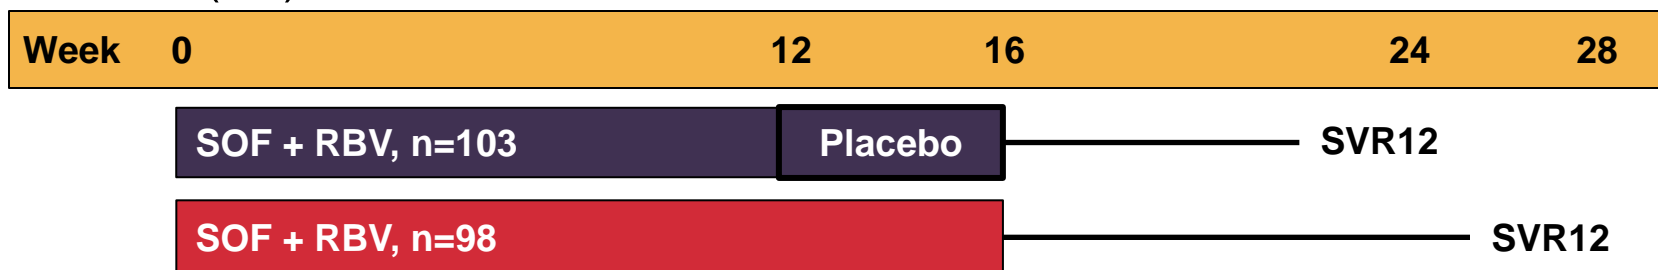 Week 0 12 16 24 28
SOF + RBV, n=103 Placebo SVR12
SOF + RBV, n=98 SVR12